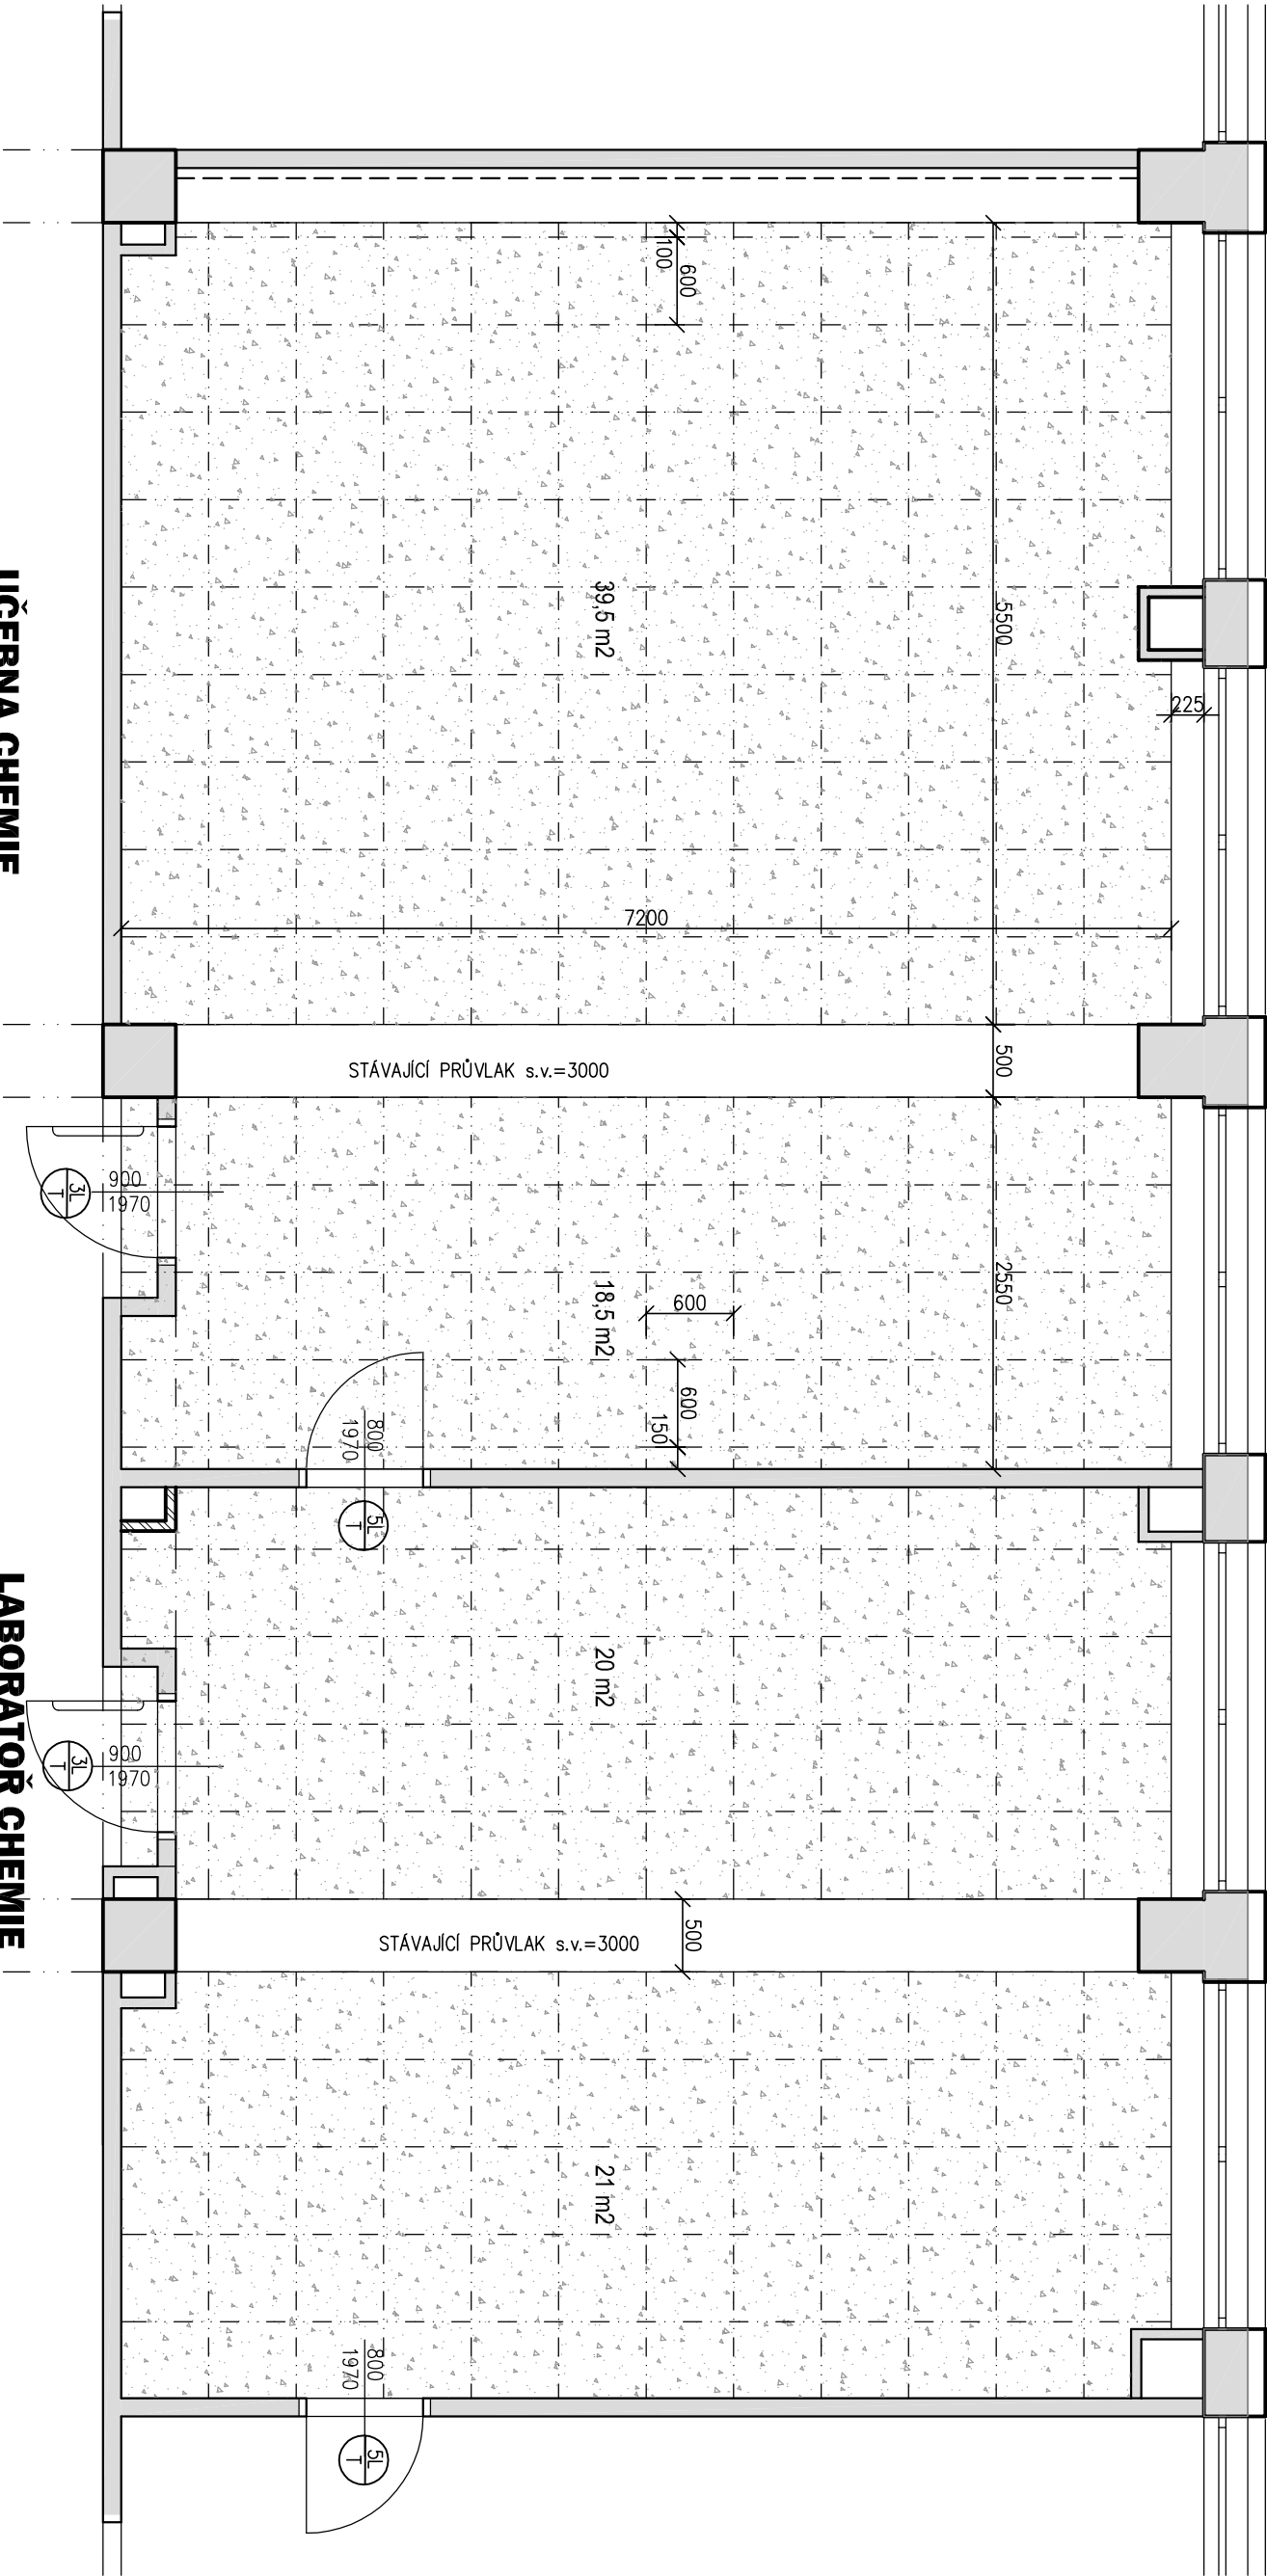 100
600
5500
39,5 m2
225
7200
STÁVAJÍCÍ PRŮVLAK s.v.=3000
500
900
1970
3L
T
2550
18,5 m2
600
600
150
800
1970
5L
T
20 m2
900
1970
3L
T
STÁVAJÍCÍ PRŮVLAK s.v.=3000
500
21 m2
800
1970
5L
T
UČEBNA CHEMIE
LABORATOŘ CHEMIE